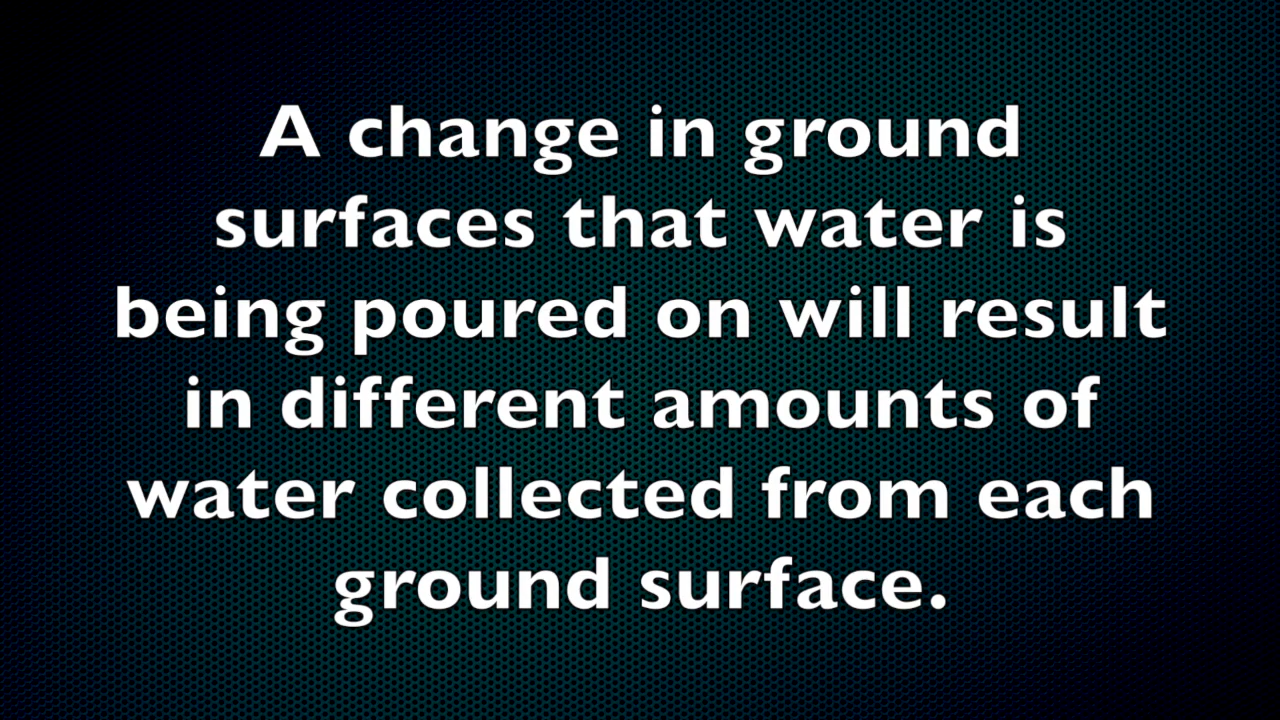 A change in ground
surfaces that water is
being poured on will result
in different amounts of
water collected from each
ground surface.